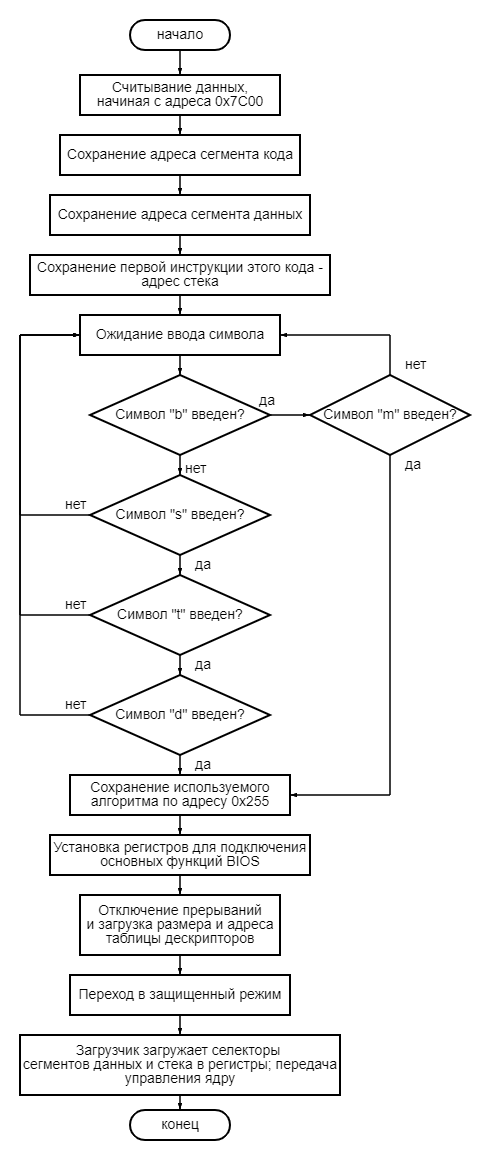 начало
Считывание данных,
начиная с адреса 0x7C00
Сохранение адреса сегмента кода
Сохранение адреса сегмента данных
Сохранение первой инструкции этого кода -
адрес стека
Ожидание ввода символа
нет
да
Символ "b" введен?
Символ "m" введен?
да
нет
нет
Символ "s" введен?
да
нет
Символ "t" введен?
да
нет
Символ "d" введен?
да
Сохранение используемого
алгоритма по адресу 0x255
Установка регистров для подключения
основных функций BIOS
Отключение прерываний
и загрузка размера и адреса
таблицы дескрипторов
Переход в защищенный режим
Загрузчик загружает селекторы
сегментов данных и стека в регистры; передача
управления ядру
конец